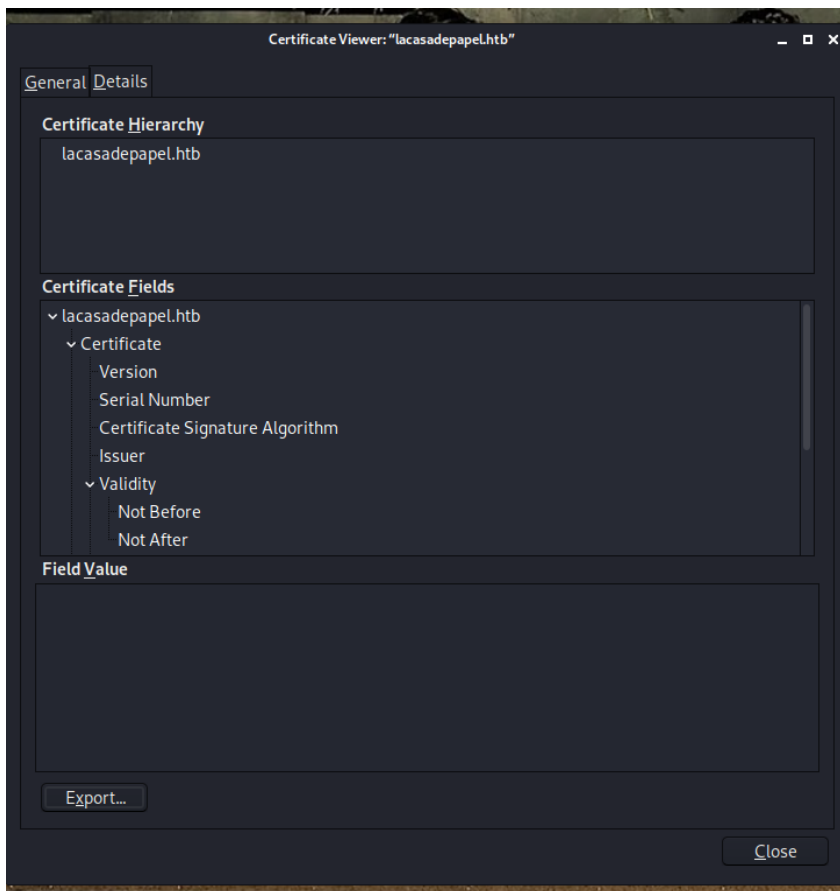 Certificate Viewer: "lacasadepapel.htb"
General Details
Certificate Hierarchy
lacasadepapel.htb
Certificate Fields
lacasadepapel.htb
Certificate
Version
Serial Number
Certificate Signature Algorithm
Issuer
Validity
Not Before
Not After
Field Value
Export...
Close